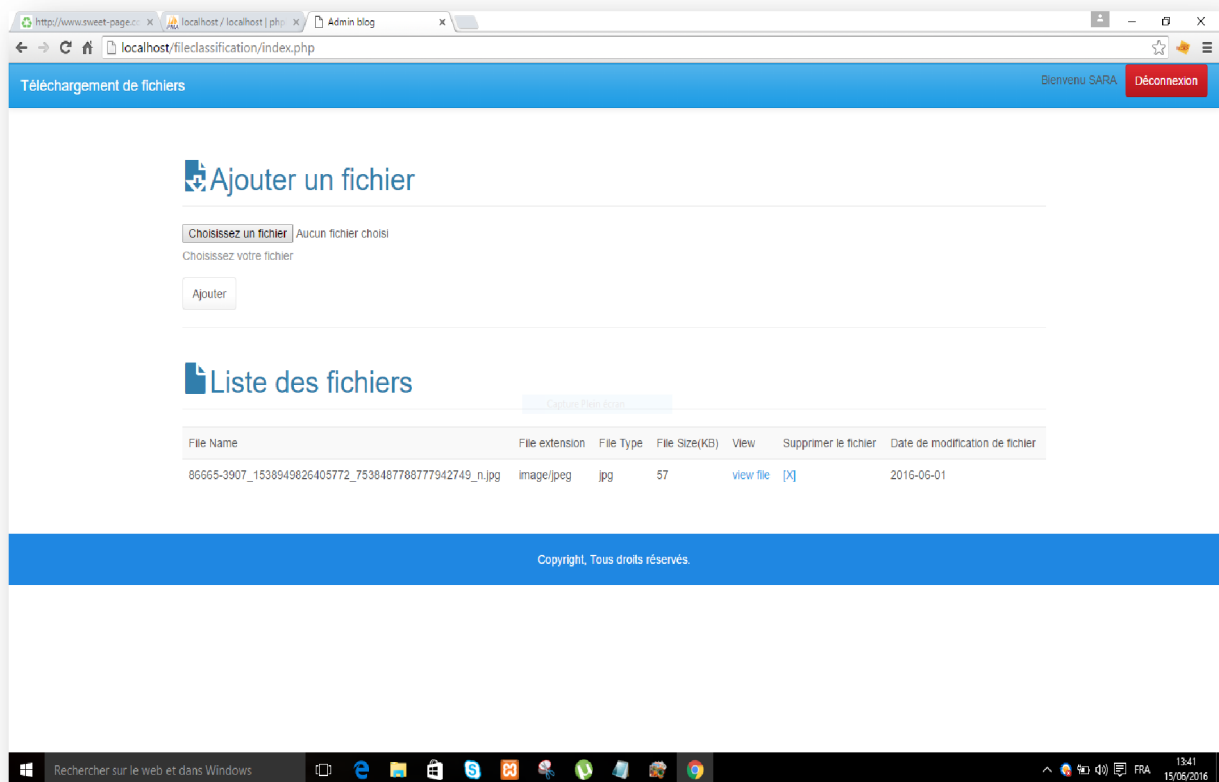 http://www.sweet-page.co
localhost / localhost | php
Admin blog
localhost/fileclassification/index.php
Téléchargement de fichiers
Bienvenu SARA
Déconnexion
Ajouter un fichier
Choisissez un fichier Aucun fichier choisi
Choisissez votre fichier
Ajouter
Liste des fichiers
Capture Plein écran
File Name File extension File Type File Size(KB) View Supprimer le fichier Date de modification de fichier
86665-3907_1538949826405772_7538487788777942749_n.jpg image/jpeg jpg 57 view file [X] 2016-06-01
Copyright, Tous droits réservés.
Rechercher sur le web et dans Windows
FRA
13:41
15/06/2016